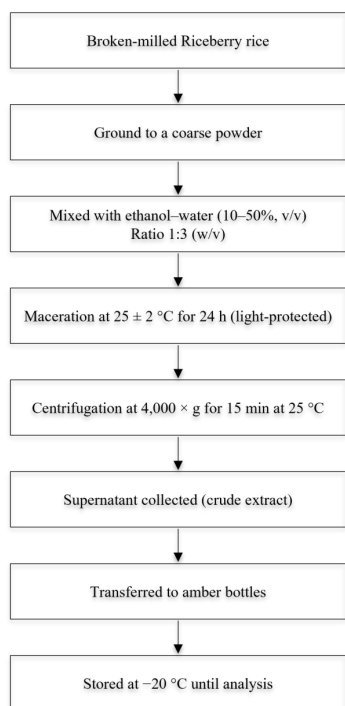 Broken-milled Riceberry rice
Ground to a coarse powder
Mixed with ethanol–water (10–50%, v/v)
Ratio 1:3 (w/v)
Maceration at 25 ± 2 °C for 24 h (light-protected)
Centrifugation at 4,000 × g for 15 min at 25 °C
Supernatant collected (crude extract)
Transferred to amber bottles
Stored at −20 °C until analysis